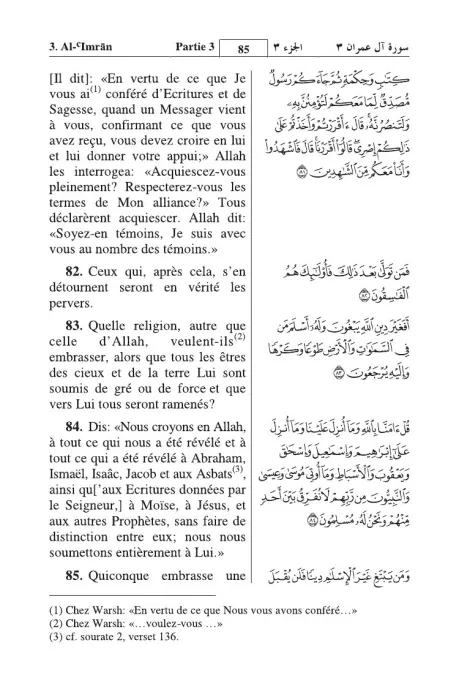 3. Al-ʿImrān Partie 3 85 الجزء ٣ سورة آل عمران ٣
[Il dit]: «En vertu de ce que Je
vous ai(1) conféré d'Ecritures et de
Sagesse, quand un Messager vient
à vous, confirmant ce que vous
avez reçu, vous devez croire en lui
et lui donner votre appui;» Allah
les interrogea: «Acquiescez-vous
pleinement? Respecterez-vous les
termes de Mon alliance?» Tous
déclarèrent acquiescer. Allah dit:
«Soyez-en témoins, Je suis avec
vous au nombre des témoins.»
82. Ceux qui, après cela, s'en
détournent seront en vérité les
pervers.
83. Quelle religion, autre que
celle d'Allah, veulent-ils(2)
embrasser, alors que tous les êtres
des cieux et de la terre Lui sont
soumis de gré ou de force et que
vers Lui tous seront ramenés?
84. Dis: «Nous croyons en Allah,
à tout ce qui nous a été révélé et à
tout ce qui a été révélé à Abraham,
Ismaël, Isaâc, Jacob et aux Asbats(3),
ainsi qu['aux Ecritures données par
le Seigneur,] à Moïse, à Jésus, et
aux autres Prophètes, sans faire de
distinction entre eux; nous nous
soumettons entièrement à Lui.»
85. Quiconque embrasse une
كِتَٰبٍ وَحِكْمَةٍ ثُمَّ جَآءَكُمْ رَسُولٌ
مُّصَدِّقٌ لِّمَا مَعَكُمْ لَتُؤْمِنُنَّ بِهِۦ
وَلَتَنصُرُنَّهُۥ قَالَ ءَأَقْرَرْتُمْ وَأَخَذْتُمْ عَلَىٰ
ذَٰلِكُمْ إِصْرِى قَالُوٓا۟ أَقْرَرْنَا قَالَ فَٱشْهَدُوا۟
وَأَنَا۠ مَعَكُم مِّنَ ٱلشَّٰهِدِينَ ٨١
فَمَن تَوَلَّىٰ بَعْدَ ذَٰلِكَ فَأُو۟لَٰٓئِكَ هُمُ
ٱلْفَٰسِقُونَ ٨٢
أَفَغَيْرَ دِينِ ٱللَّهِ يَبْغُونَ وَلَهُۥٓ أَسْلَمَ مَن
فِى ٱلسَّمَٰوَٰتِ وَٱلْأَرْضِ طَوْعًا وَكَرْهًا
وَإِلَيْهِ يُرْجَعُونَ ٨٣
قُلْ ءَامَنَّا بِٱللَّهِ وَمَآ أُنزِلَ عَلَيْنَا وَمَآ أُنزِلَ
عَلَىٰٓ إِبْرَٰهِيمَ وَإِسْمَٰعِيلَ وَإِسْحَٰقَ
وَيَعْقُوبَ وَٱلْأَسْبَاطِ وَمَآ أُوتِىَ مُوسَىٰ وَعِيسَىٰ
وَٱلنَّبِيُّونَ مِن رَّبِّهِمْ لَا نُفَرِّقُ بَيْنَ أَحَدٍ
مِّنْهُمْ وَنَحْنُ لَهُۥ مُسْلِمُونَ ٨٤
وَمَن يَبْتَغِ غَيْرَ ٱلْإِسْلَٰمِ دِينًا فَلَن يُقْبَلَ
(1) Chez Warsh: «En vertu de ce que Nous vous avons conféré…»
(2) Chez Warsh: «…voulez-vous …»
(3) cf. sourate 2, verset 136.